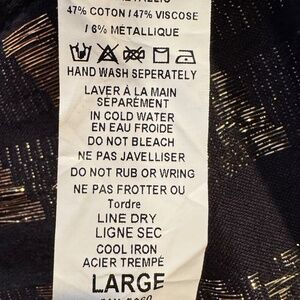 47% COTON / 47% VISCOSE
/ 6% MÉTALLIQUE
HAND WASH SEPERATELY
LAVER À LA MAIN
SÉPARÉMENT
IN COLD WATER
EN EAU FROIDE
DO NOT BLEACH
NE PAS JAVELLISER
DO NOT RUB OR WRING
NE PAS FROTTER OU
Tordre
LINE DRY
LIGNE SEC
COOL IRON
ACIER TREMPÉ
LARGE